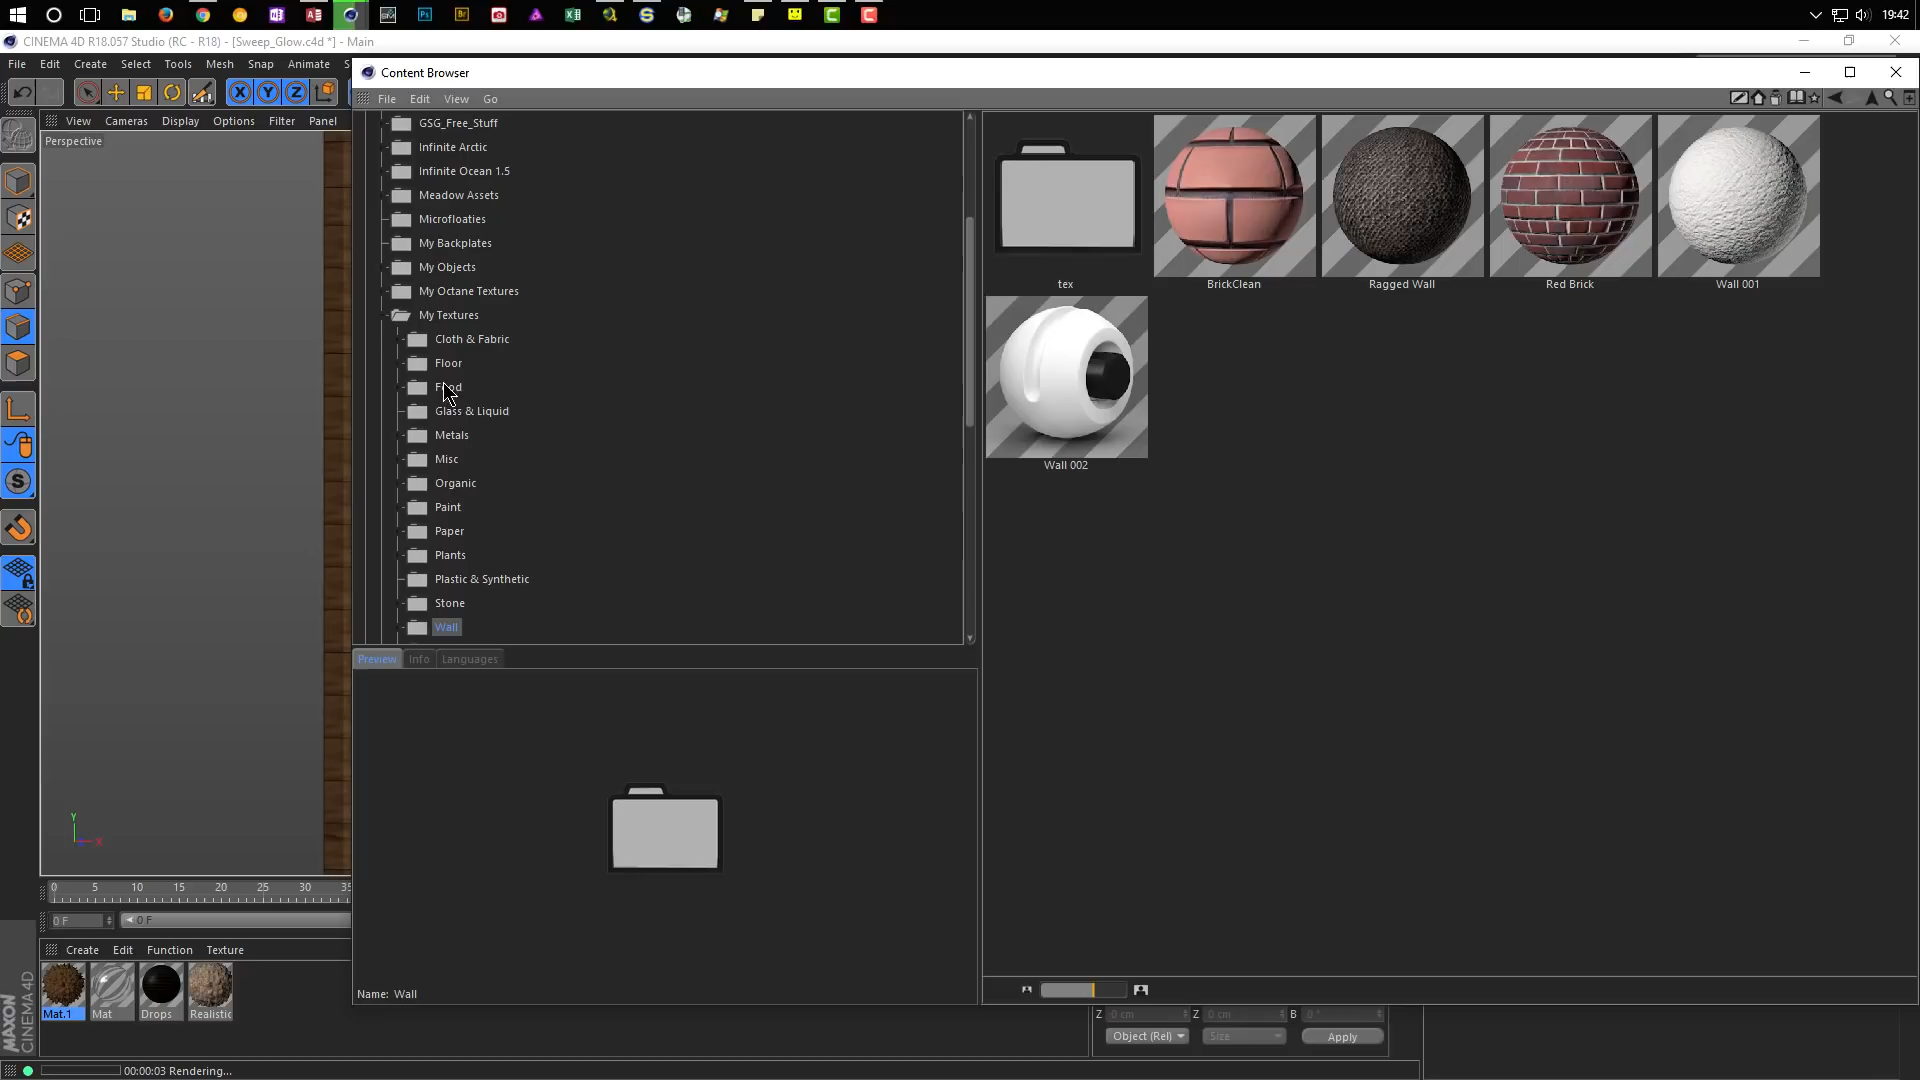 19:42
CINEMA 4D R18.057 Studio (RC - R18) - [Sweep_Glow.c4d *] - Main
File Edit Create Select Tools Mesh Snap Animate S
Content Browser
File Edit View Go
X Y Z
View Cameras Display Options Filter Panel
Perspective
GSG_Free_Stuff
Infinite Arctic
Infinite Ocean 1.5
Meadow Assets
Microfloaties
My Backplates
My Objects
My Octane Textures
My Textures
Cloth & Fabric
Floor
Food
Glass & Liquid
Metals
Misc
Organic
Paint
Paper
Plants
Plastic & Synthetic
Stone
Wall
tex BrickClean Ragged Wall Red Brick Wall 001
Wall 002
Preview Info Languages
Name: Wall
Y
X
0 5 10 15 20 25 30 35
0 F 0 F
Create Edit Function Texture
Mat.1 Mat Drops Realistic
Z 0 cm Z 0 cm B 0 °
Object (Rel) Size Apply
MAXON
CINEMA 4D
00:00:03 Rendering...